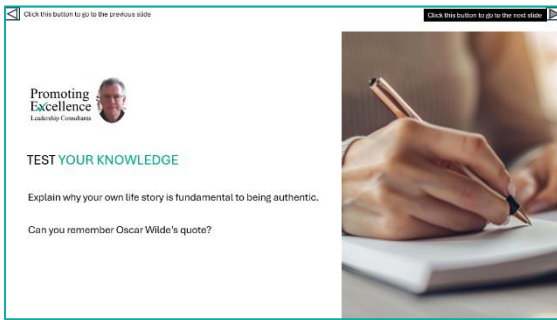 Click this button to go to the previous slide
Click this button to go to the next slide
Promoting
Excellence
Leadership Consultants
TEST YOUR KNOWLEDGE
Explain why your own life story is fundamental to being authentic.
Can you remember Oscar Wilde's quote?